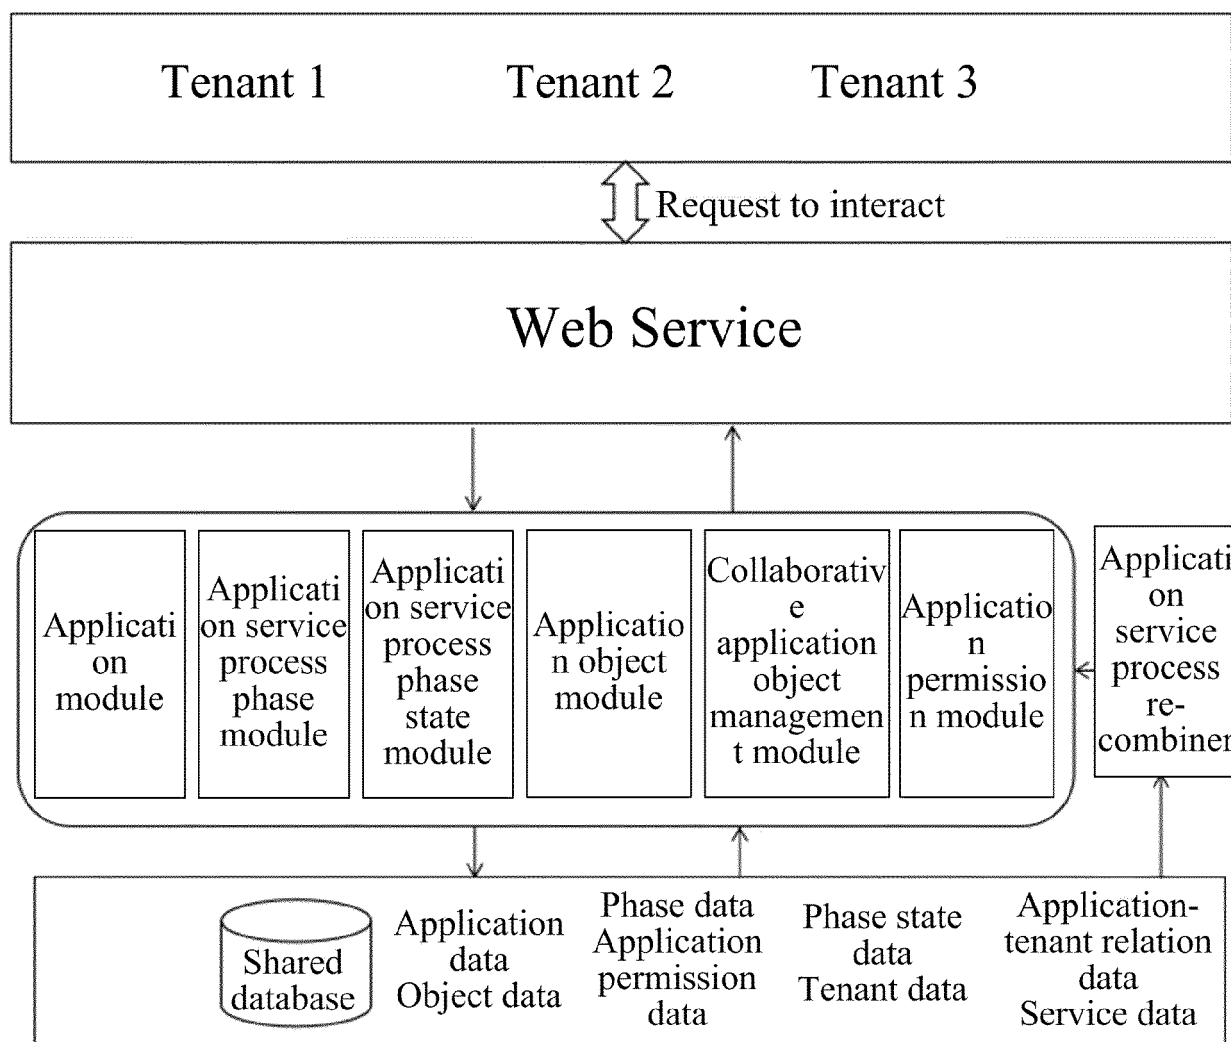 Tenant 1
Tenant 2
Tenant 3
Request to interact
Web Service
Applicati
on
module
Applicati
on service
process
phase
module
Applicati
on service
process
phase
state
module
Applicatio
n object
module
Collaborativ
e
application
object
managemen
t module
Applicatio
n
permissio
n module
Applicati
on
service
process
re-
combiner
Shared
database
Application
data
Object data
Phase data
Application
permission
data
Phase state
data
Tenant data
Application-
tenant relation
data
Service data